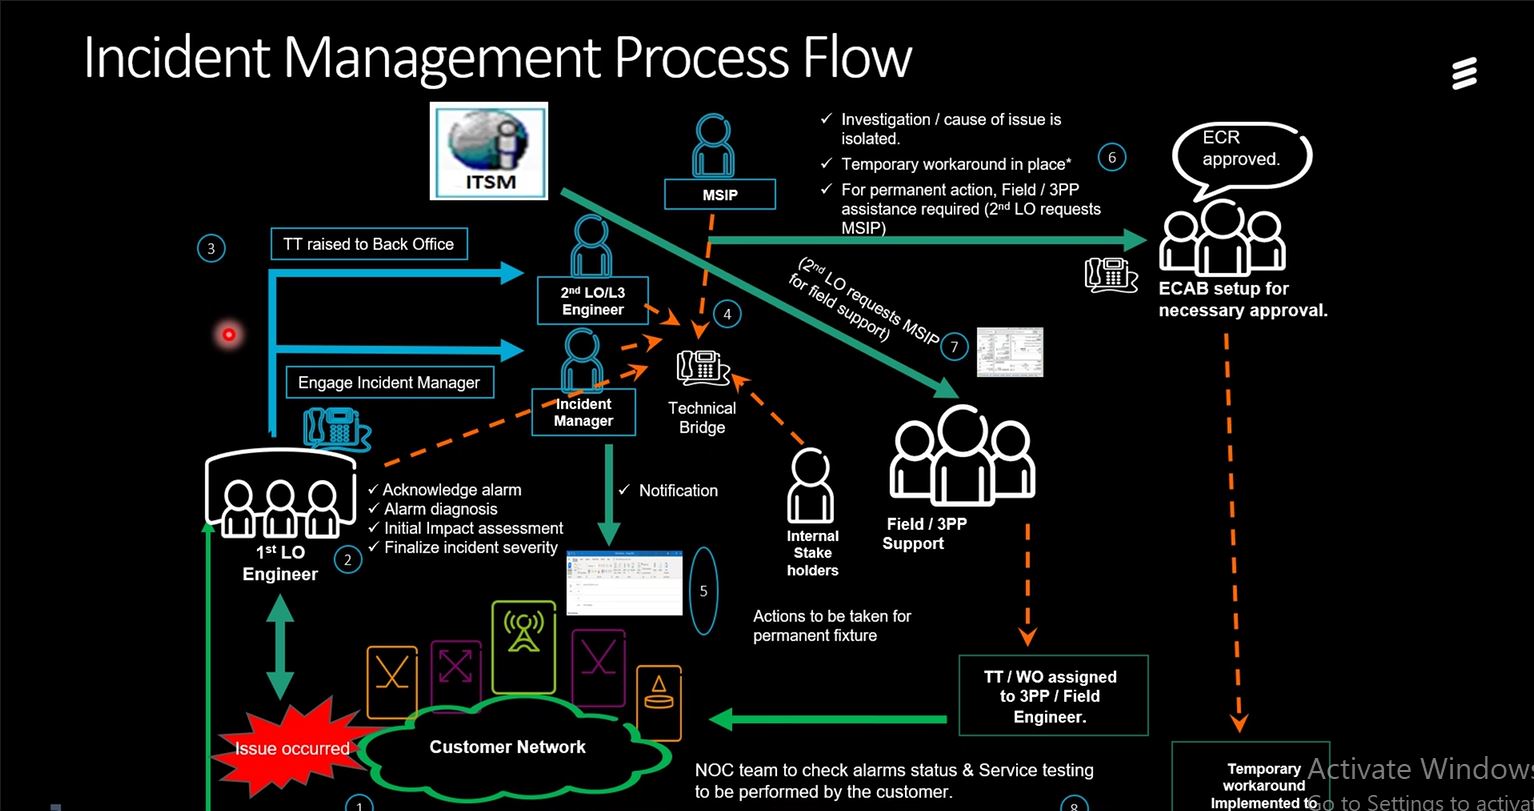 Incident Management Process Flow
ITSM
MSIP
✓ Investigation / cause of issue is
isolated.
✓ Temporary workaround in place*
✓ For permanent action, Field / 3PP
assistance required (2nd LO requests
MSIP)
6
ECR
approved.
3
TT raised to Back Office
2nd LO/L3
Engineer
4
(2nd LO requests MSIP
for field support)
7
ECAB setup for
necessary approval.
Engage Incident Manager
Incident
Manager
Technical
Bridge
✓ Acknowledge alarm
✓ Alarm diagnosis
✓ Initial Impact assessment
✓ Finalize incident severity
1st LO
Engineer
2
✓ Notification
5
Internal
Stake
holders
Field / 3PP
Support
Actions to be taken for
permanent fixture
TT / WO assigned
to 3PP / Field
Engineer.
Issue occurred
Customer Network
1
NOC team to check alarms status & Service testing
to be performed by the customer.
8
Temporary
workaround
Implemented to
Activate Windows
Go to Settings to activa